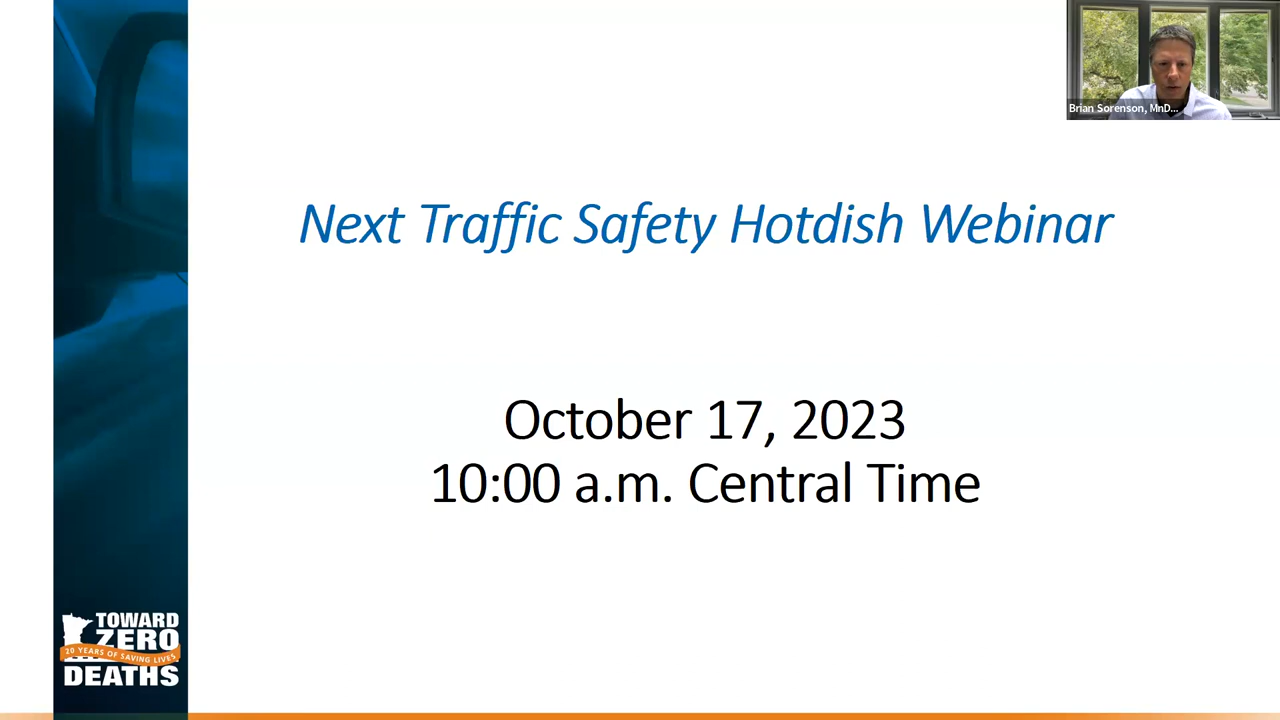 Brian Sorenson, MnD...
Next Traffic Safety Hotdish Webinar
October 17, 2023
10:00 a.m. Central Time
TOWARD
ZERO
20 YEARS OF SAVING LIVES
DEATHS